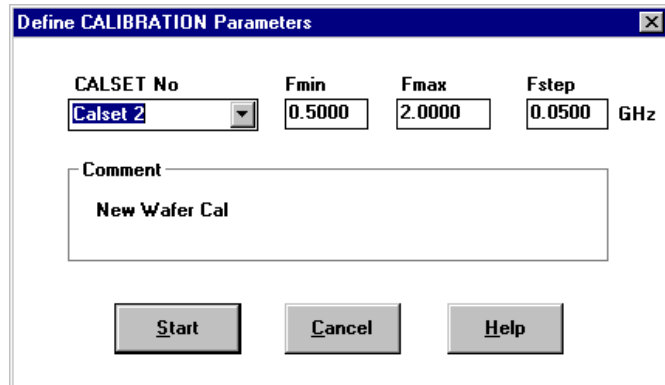 Define CALIBRATION Parameters
CALSET No Fmin Fmax Fstep
Calset 2 0.5000 2.0000 0.0500 GHz
Comment
New Wafer Cal
Start Cancel Help